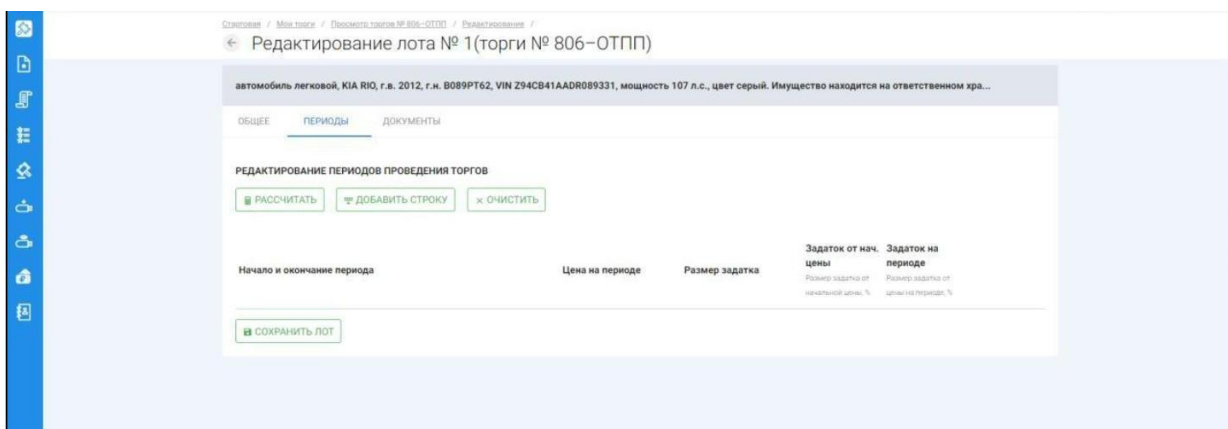 Стартовая / Мои торги / Просмотр торгов № 806-ОТПП / Редактирование /
Редактирование лота № 1(торги № 806-ОТПП)
автомобиль легковой, KIA RIO, г.в. 2012, г.н. В089РТ62, VIN Z94CB41AADR089331, мощность 107 л.с., цвет серый. Имущество находится на ответственном хра...
ОБЩЕЕ ПЕРИОДЫ ДОКУМЕНТЫ
РЕДАКТИРОВАНИЕ ПЕРИОДОВ ПРОВЕДЕНИЯ ТОРГОВ
РАССЧИТАТЬ ДОБАВИТЬ СТРОКУ ОЧИСТИТЬ
Начало и окончание периода
Цена на периоде
Размер задатка
Задаток от нач.
цены
Размер задатка от
начальной цены, %
Задаток на
периоде
Размер задатка от
цены на периоде, %
СОХРАНИТЬ ЛОТ